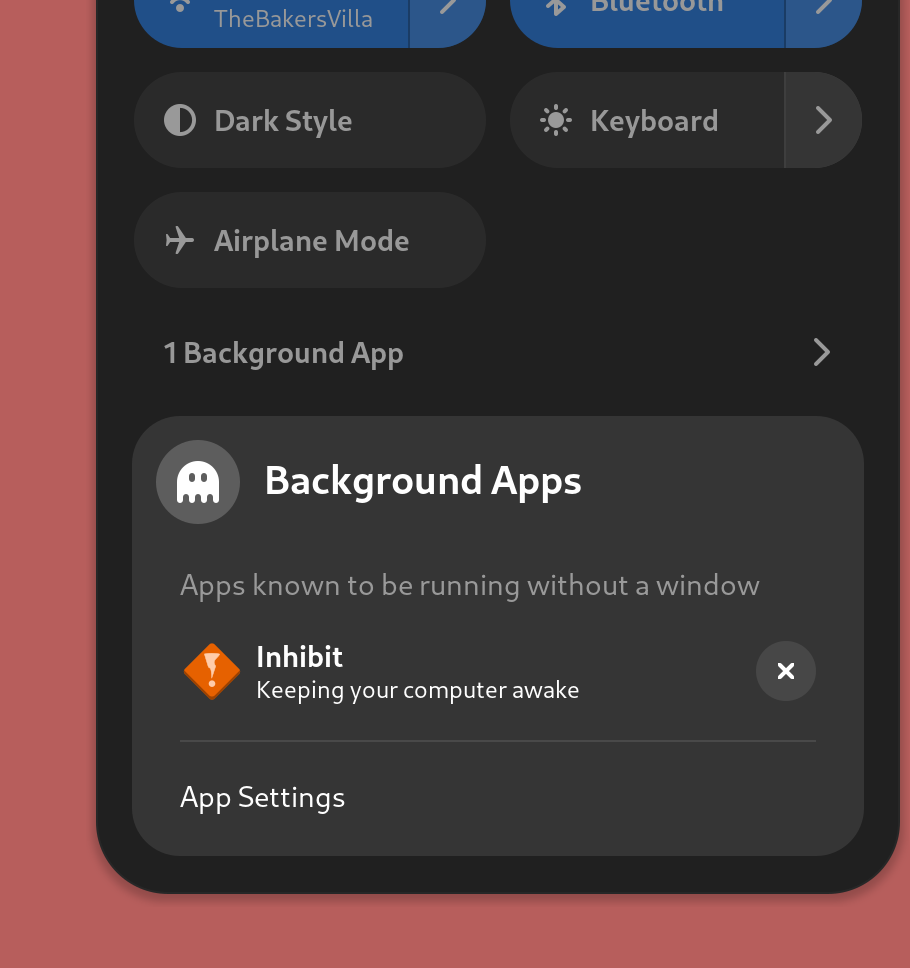 TheBakersVilla
Bluetooth
Dark Style
Keyboard
Airplane Mode
1 Background App
Background Apps
Apps known to be running without a window
Inhibit
Keeping your computer awake
App Settings